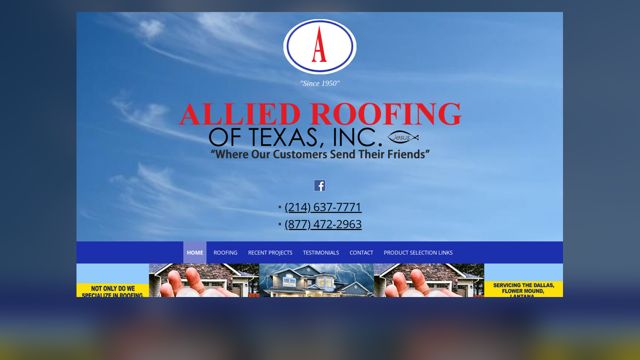 A
"Since 1950"
ALLIED ROOFING
OF TEXAS, INC.
"Where Our Customers Send Their Friends"
f
• (214) 637-7771
• (877) 472-2963
HOME ROOFING RECENT PROJECTS TESTIMONIALS CONTACT PRODUCT SELECTION LINKS
NOT ONLY DO WE
SPECIALIZE IN ROOFING
SERVICING THE DALLAS,
FLOWER MOUND,
LANTANA